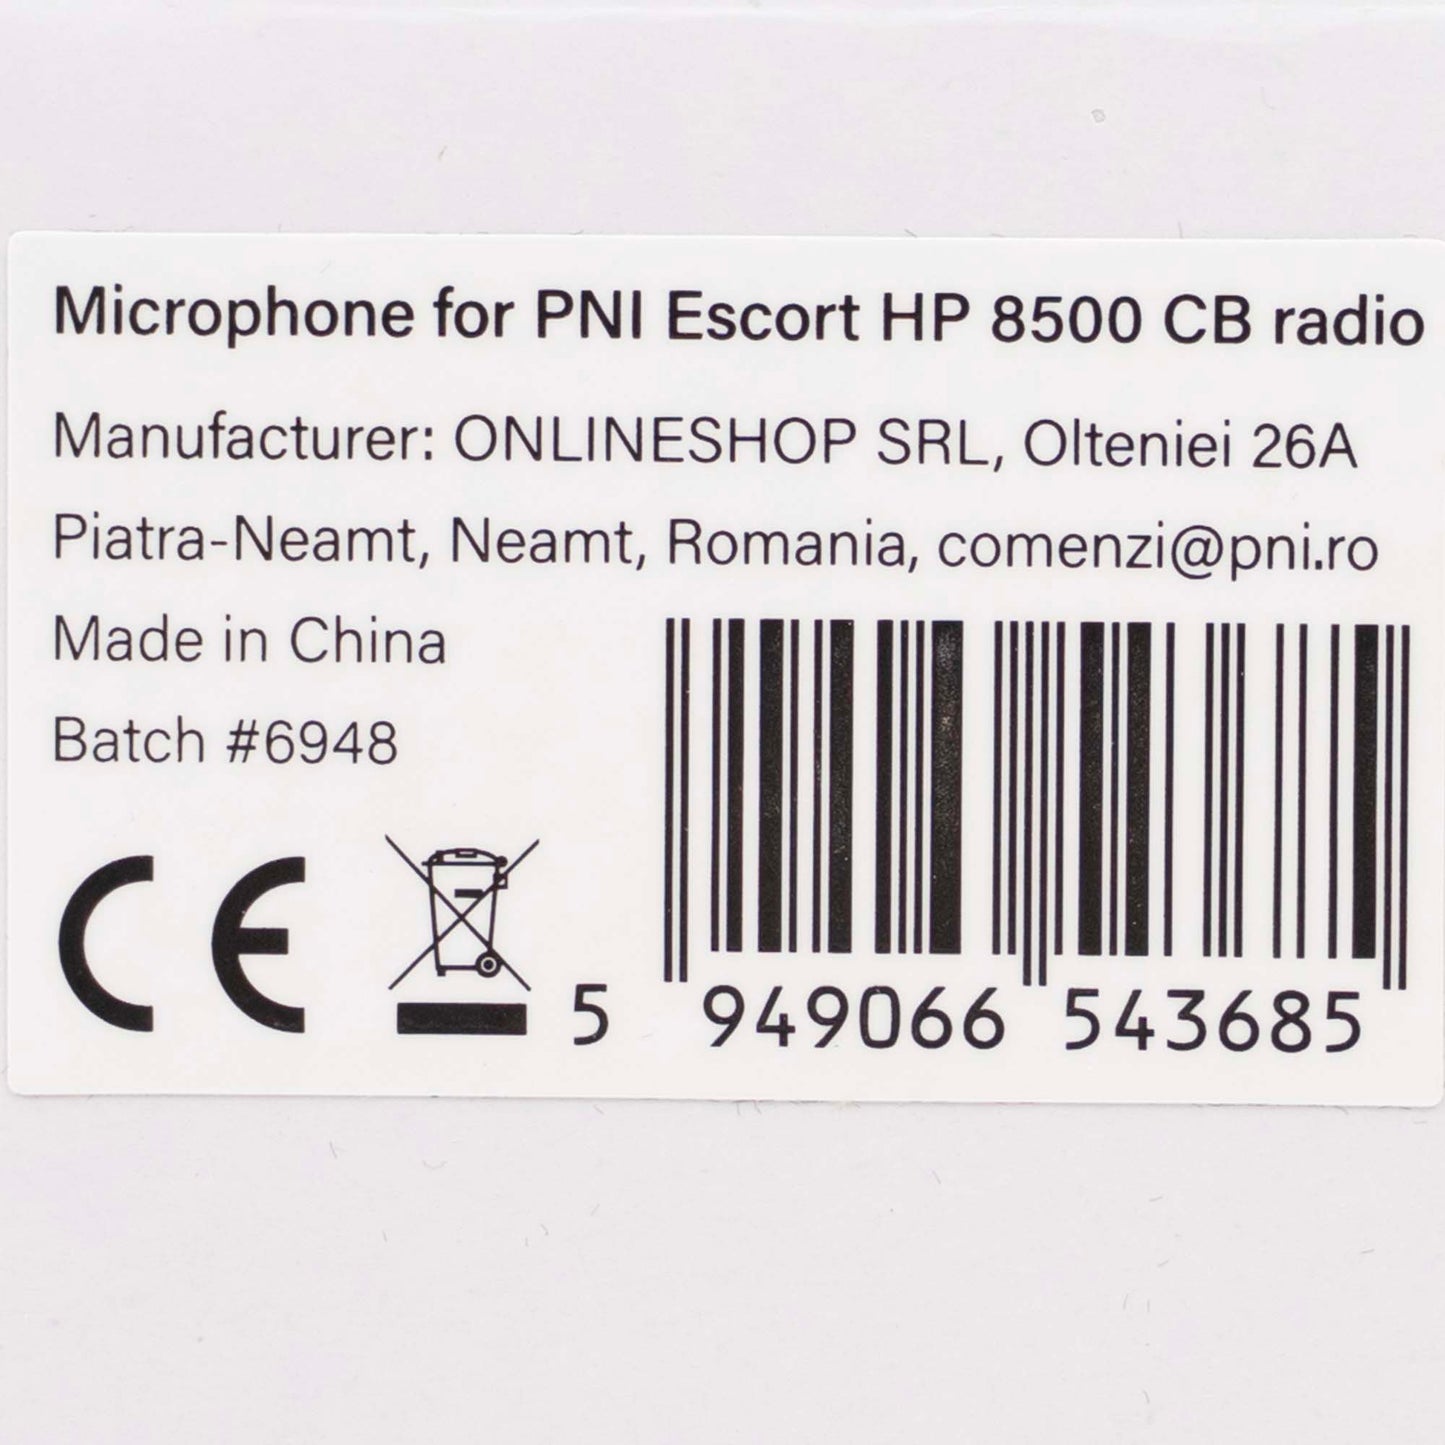 Microphone for PNI Escort HP 8500 CB radio
Manufacturer: ONLINESHOP SRL, Olteniei 26A
Piatra-Neamt, Neamt, Romania, comenzi@pni.ro
Made in China
Batch #6948
CE
5 949066 543685